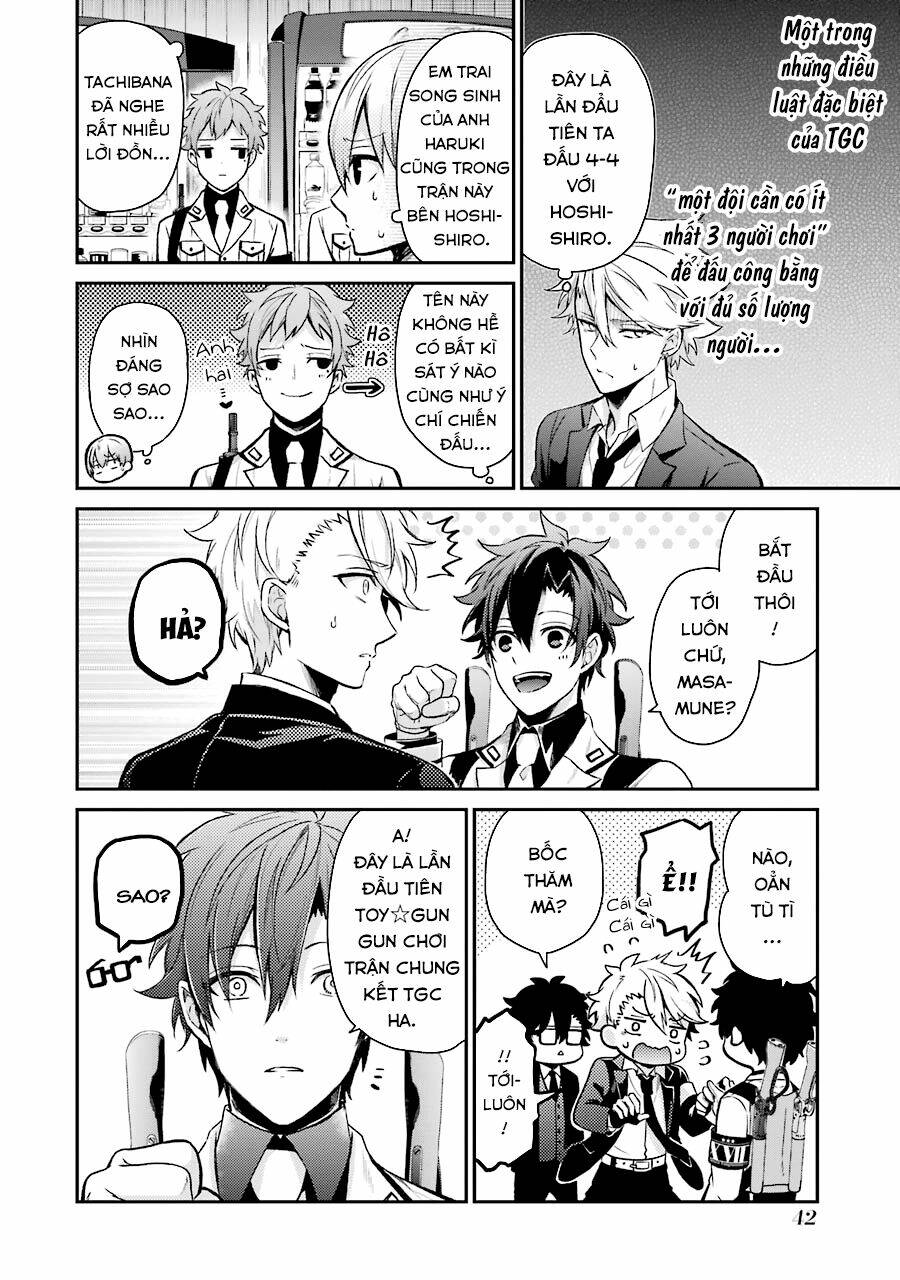 Một trong
những điều
luật đặc biệt
của TGC
"một đội cần có ít
nhất 3 người chơi"
để đấu công bằng
với đủ số lượng
người...
ĐÂY LÀ
LẦN ĐẨU
TIÊN TA
ĐẤU 4-4
VỚI
HOSHI-
SHIRO.
EM TRAI
SONG SINH
CỦA ANH
HARUKI
CŨNG TRONG
TRẬN NÀY
BÊN HOSHI-
SHIRO.
TACHIBANA
ĐÃ NGHE
RẤT NHIỀU
LỜI ĐỒN...
TÊN NÀY
KHÔNG HỀ
CÓ BẤT KÌ
SÁT Ý NÀO
CŨNG NHƯ Ý
CHÍ CHIẾN
ĐẤU...
Hô
Hô
Anh
hai
NHÌN
ĐÁNG
SỢ SAO
SAO...
BẮT
ĐẦU
THÔI
!
TỚI
LUÔN
CHỨ,
MASA-
MUNE?
HẢ?
NÀO,
OẲN
TÙ TÌ
...
Ể!!
BỐC
THĂM
MÀ?
Cái Gì
Cái Gì
!!
TỚI-
LUÔN!
A!
ĐÂY LÀ LẦN
ĐẦU TIÊN
TOY☆GUN
GUN CHƠI
TRẬN CHUNG
KẾT TGC
HA.
SAO?
XVII
42